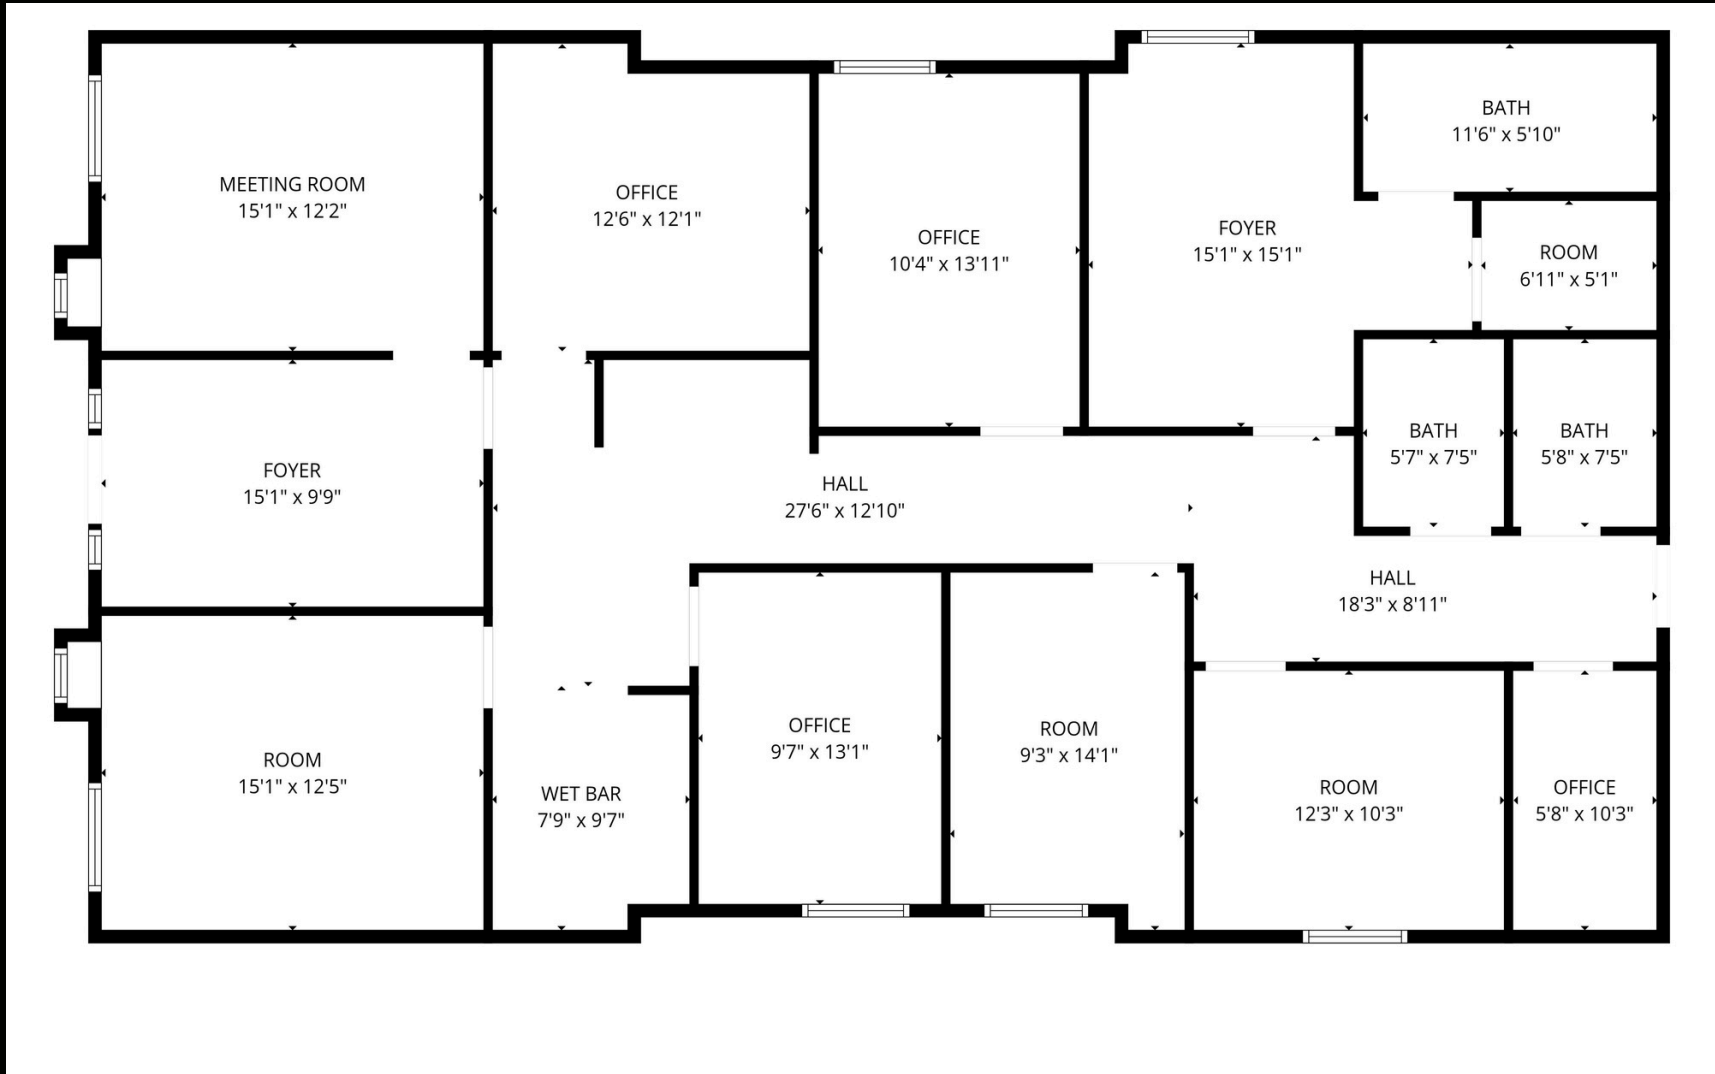 BATH
11'6" x 5'10"
MEETING ROOM
15'1" x 12'2"
OFFICE
12'6" x 12'1"
OFFICE
10'4" x 13'11"
FOYER
15'1" x 15'1"
ROOM
6'11" x 5'1"
FOYER
15'1" x 9'9"
HALL
27'6" x 12'10"
BATH
5'7" x 7'5"
BATH
5'8" x 7'5"
HALL
18'3" x 8'11"
ROOM
15'1" x 12'5"
WET BAR
7'9" x 9'7"
OFFICE
9'7" x 13'1"
ROOM
9'3" x 14'1"
ROOM
12'3" x 10'3"
OFFICE
5'8" x 10'3"